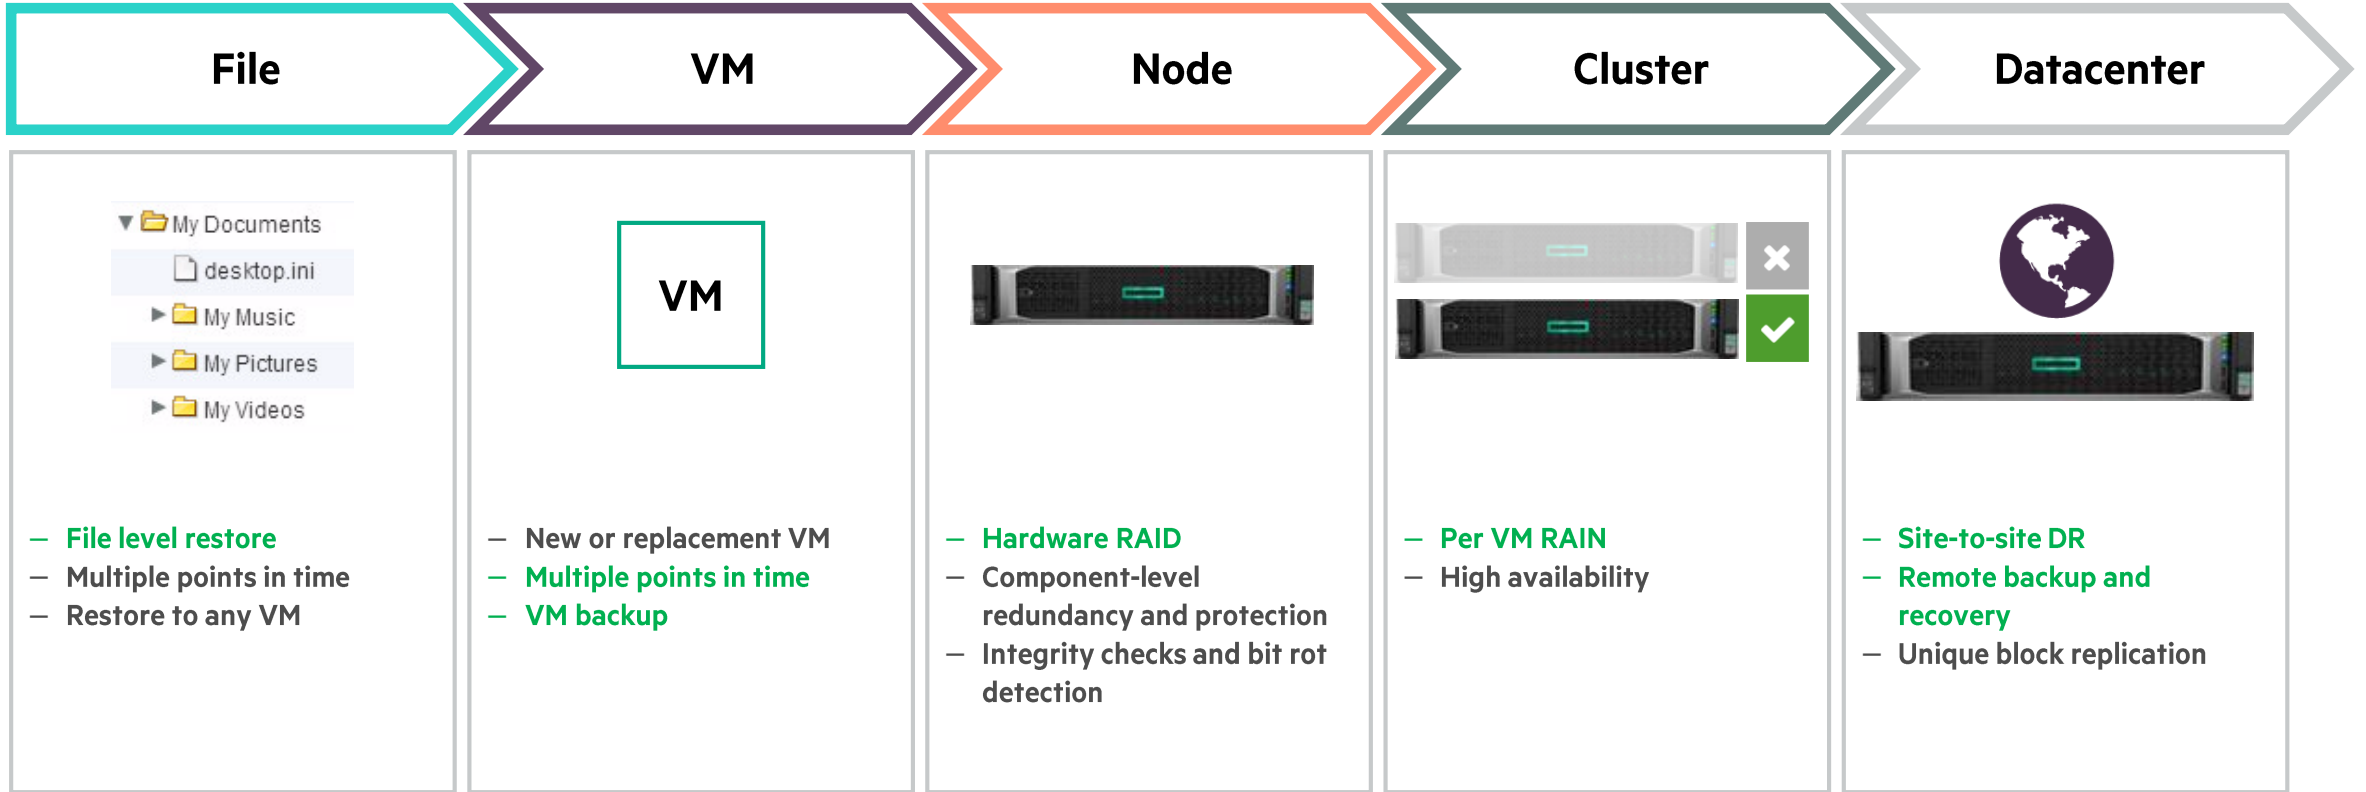 File
VM
Node
Cluster
Datacenter
My Documents
desktop.ini
My Music
My Pictures
My Videos
— File level restore
— Multiple points in time
— Restore to any VM
VM
— New or replacement VM
— Multiple points in time
— VM backup
— Hardware RAID
— Component-level
redundancy and protection
— Integrity checks and bit rot
detection
— Per VM RAIN
— High availability
— Site-to-site DR
— Remote backup and
recovery
— Unique block replication